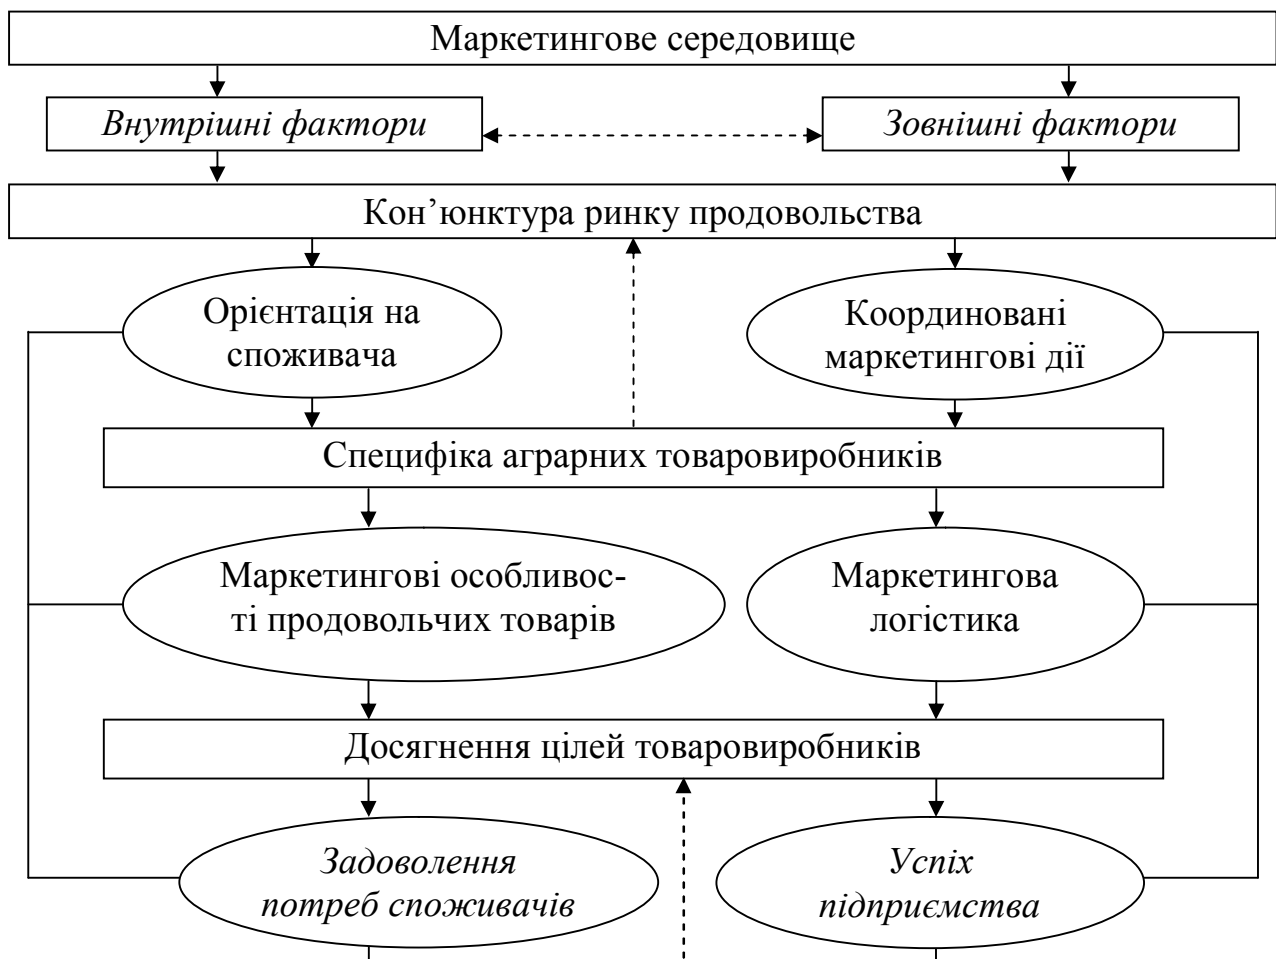 Маркетингове середовище
Внутрішні фактори
Зовнішні фактори
Кон’юнктура ринку продовольства
Орієнтація на
споживача
Координовані
маркетингові дії
Специфіка аграрних товаровиробників
Маркетингові особливос-
ті продовольчих товарів
Маркетингова
логістика
Досягнення цілей товаровиробників
Задоволення
потреб споживачів
Успіх
підприємства